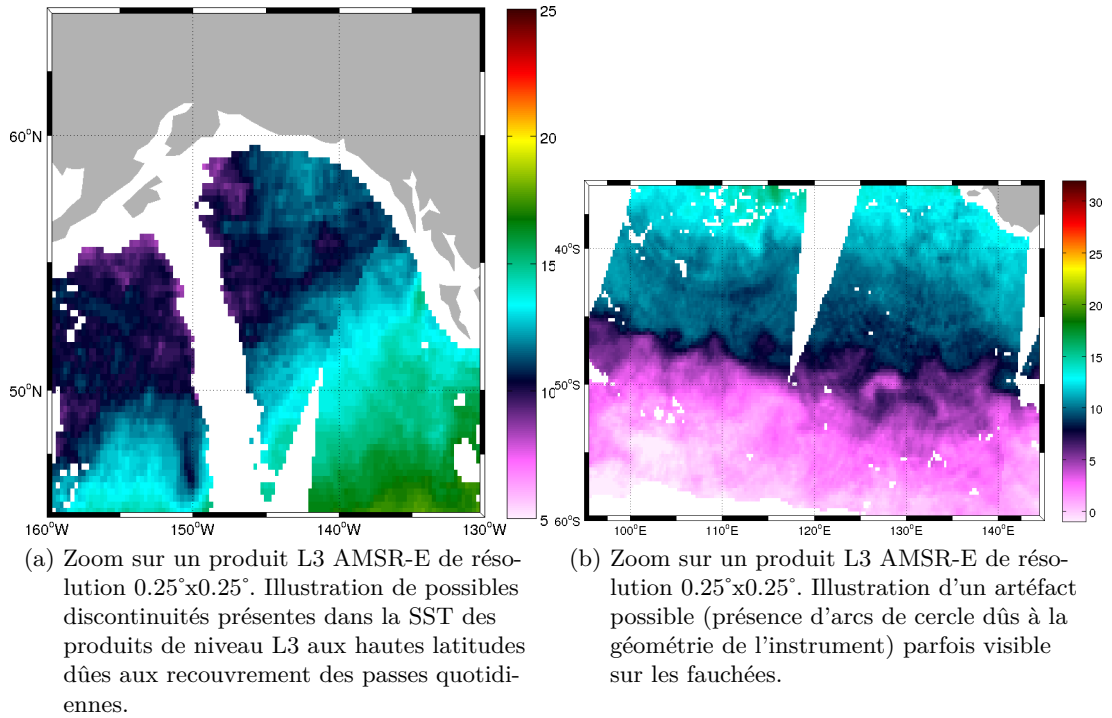 25
20
15
10
5
60°N
50°N
160°W
150°W
140°W
130°W
30
25
20
15
10
5
0
40°S
50°S
60°S
100°E
110°E
120°E
130°E
140°E
(a) Zoom sur un produit L3 AMSR-E de réso-
lution 0.25°x0.25°. Illustration de possibles
discontinuités présentes dans la SST des
produits de niveau L3 aux hautes latitudes
dûes aux recouvrement des passes quotidi-
ennes.
(b) Zoom sur un produit L3 AMSR-E de réso-
lution 0.25°x0.25°. Illustration d'un artéfact
possible (présence d'arcs de cercle dûs à la
géométrie de l'instrument) parfois visible
sur les fauchées.